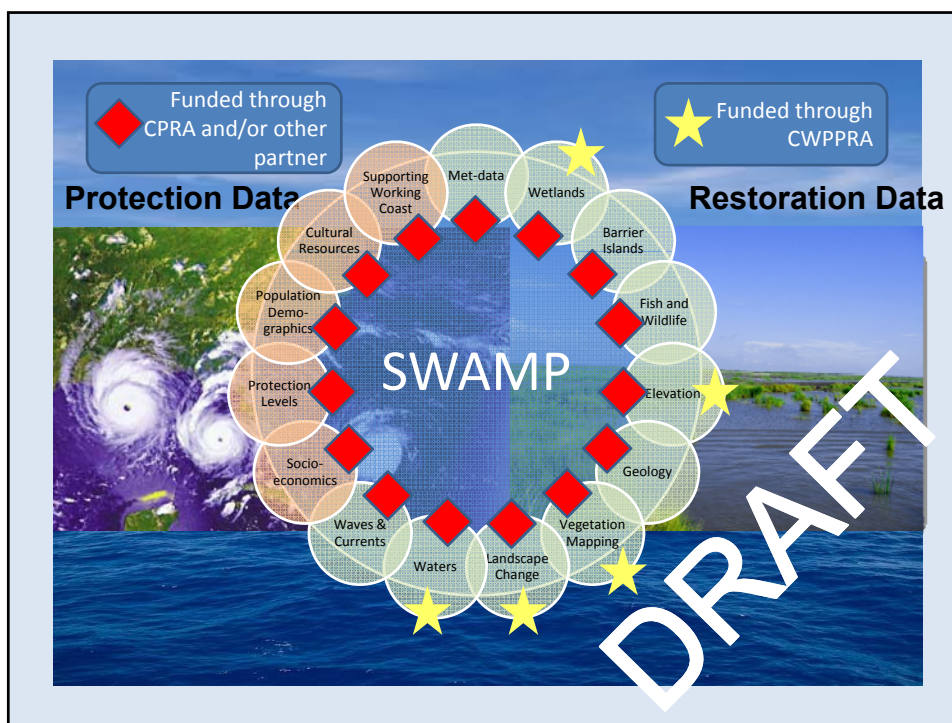 Funded through
CPRA and/or other
partner
Funded through
CWPPRA
Protection Data
Restoration Data
Met-data
Wetlands
Barrier
Islands
Fish and
Wildlife
Elevation
Geology
Vegetation
Mapping
Landscape
Change
Waters
Waves &
Currents
Socio-
economics
Protection
Levels
Population
Demo-
graphics
Cultural
Resources
Supporting
Working
Coast
SWAMP
DRAFT